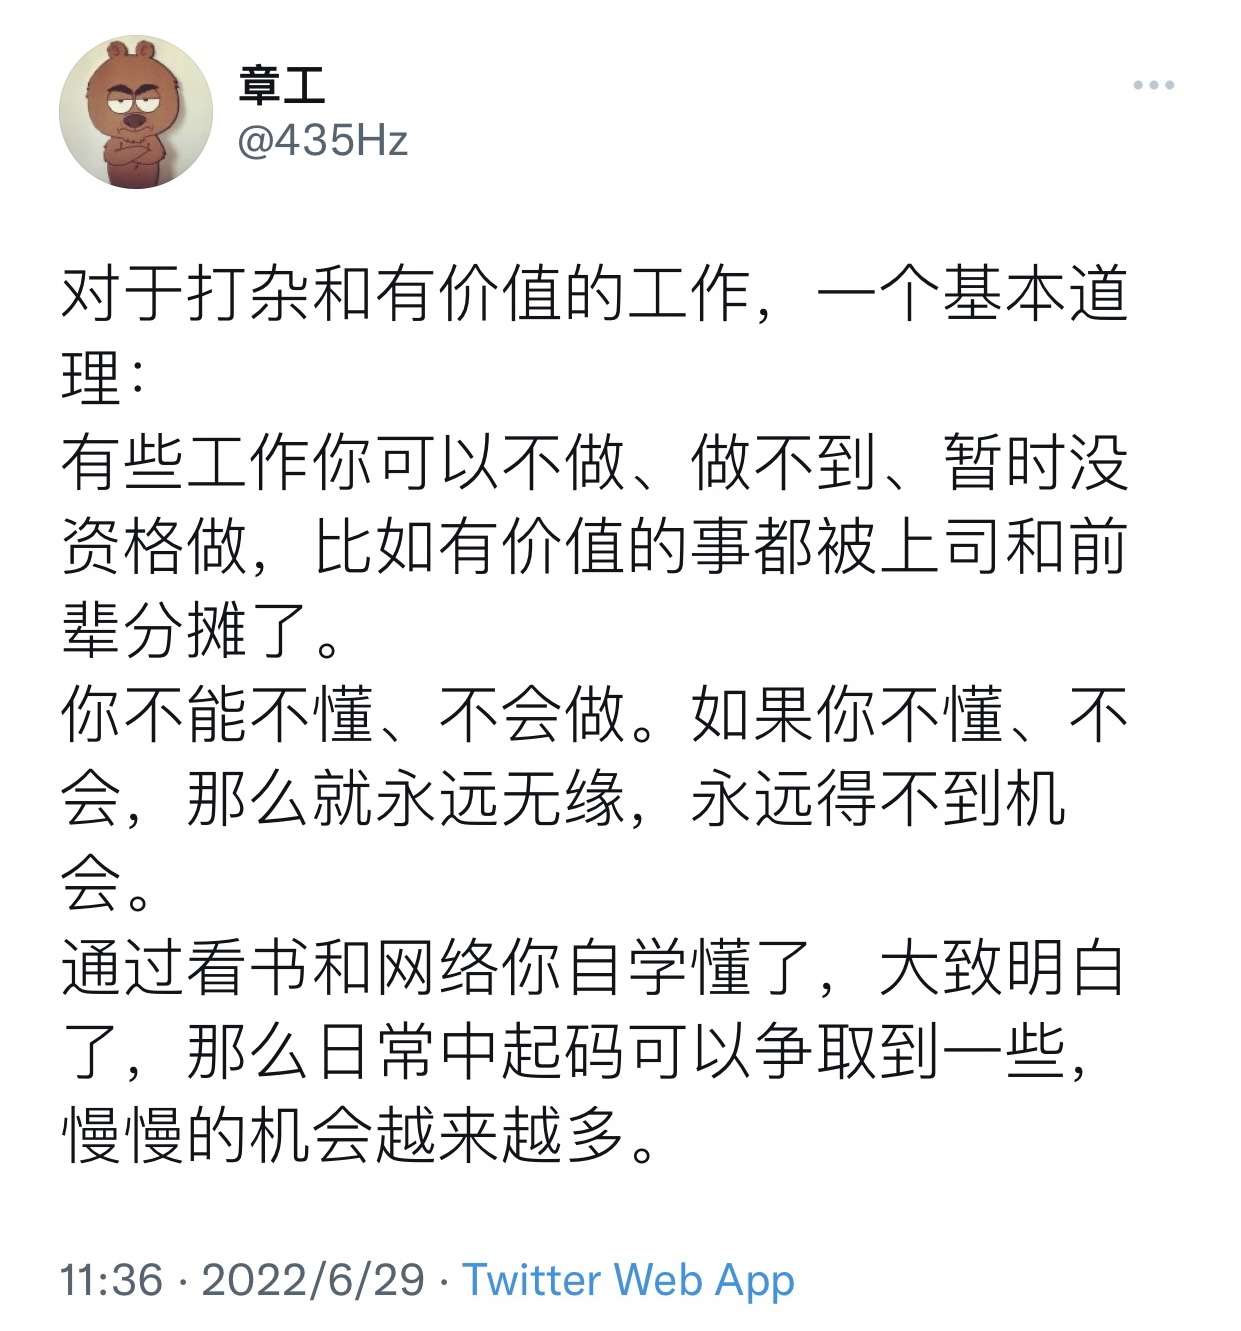 章工
@435Hz
对于打杂和有价值的工作，一个基本道
理：
有些工作你可以不做、做不到、暂时没
资格做，比如有价值的事都被上司和前
辈分摊了。
你不能不懂、不会做。如果你不懂、不
会，那么就永远无缘，永远得不到机
会。
通过看书和网络你自学懂了，大致明白
了，那么日常中起码可以争取到一些，
慢慢的机会越来越多。
11:36 · 2022/6/29 · Twitter Web App